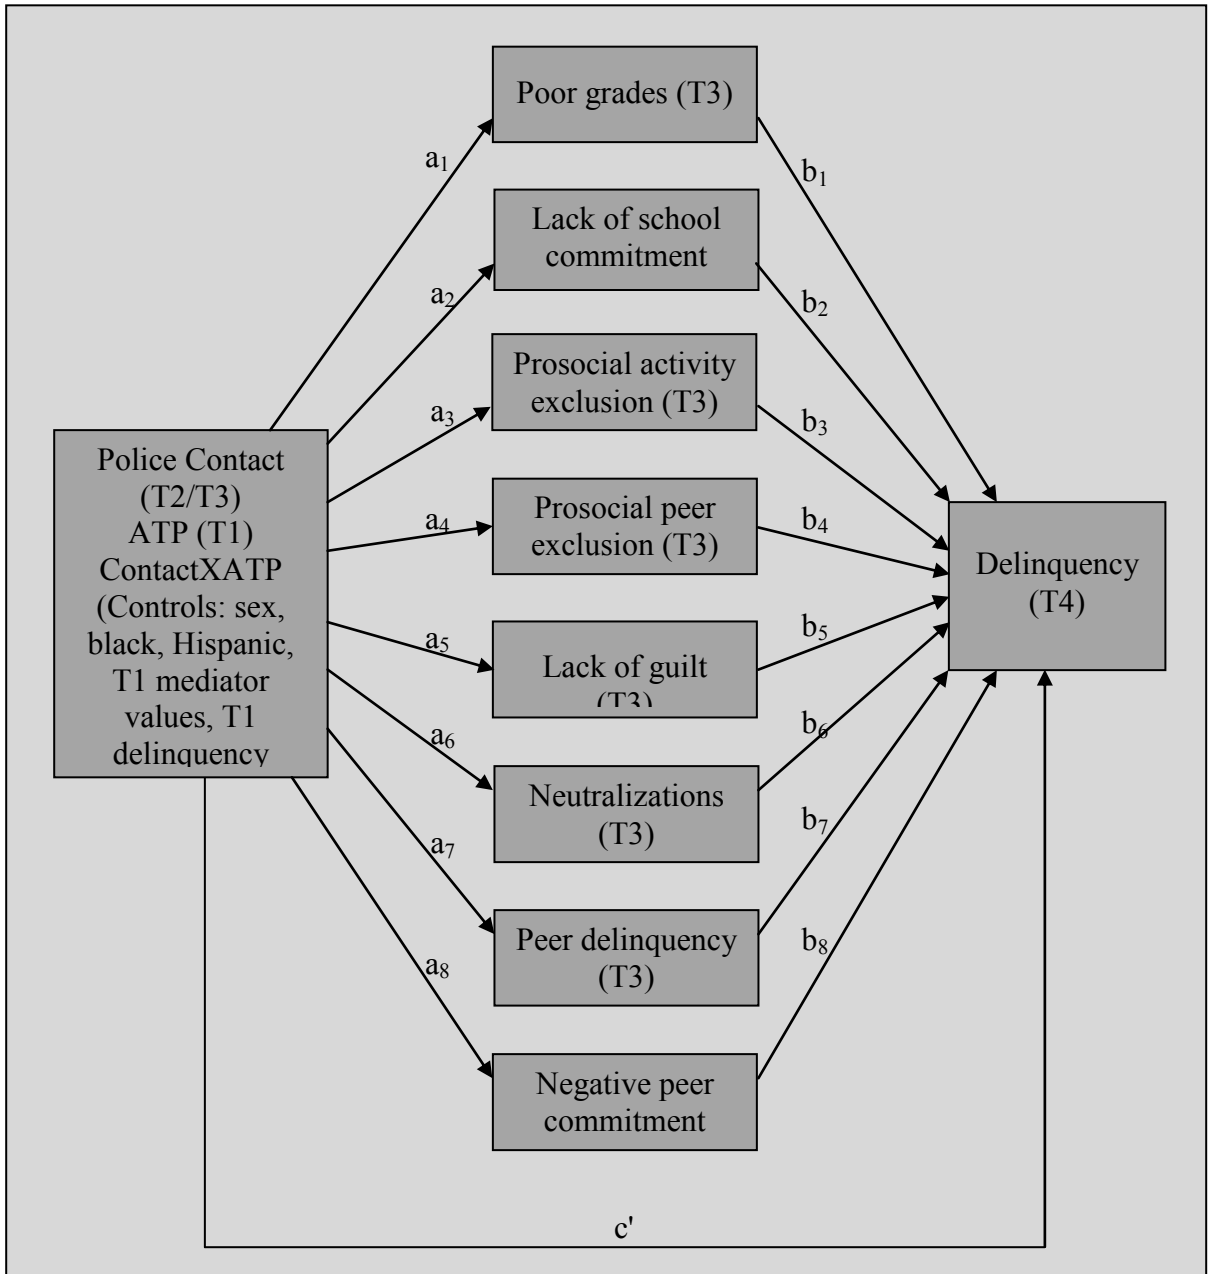 Poor grades (T3)
a₁
b₁
Lack of school
commitment
a₂
b₂
Prosocial activity
exclusion (T3)
a₃
b₃
Police Contact
(T2/T3)
ATP (T1)
ContactXATP
(Controls: sex,
black, Hispanic,
T1 mediator
values, T1
delinquency
Prosocial peer
exclusion (T3)
a₄
b₄
Delinquency
(T4)
Lack of guilt
(T3)
a₅
b₅
Neutralizations
(T3)
a₆
b₆
Peer delinquency
(T3)
a₇
b₇
Negative peer
commitment
a₈
b₈
c'